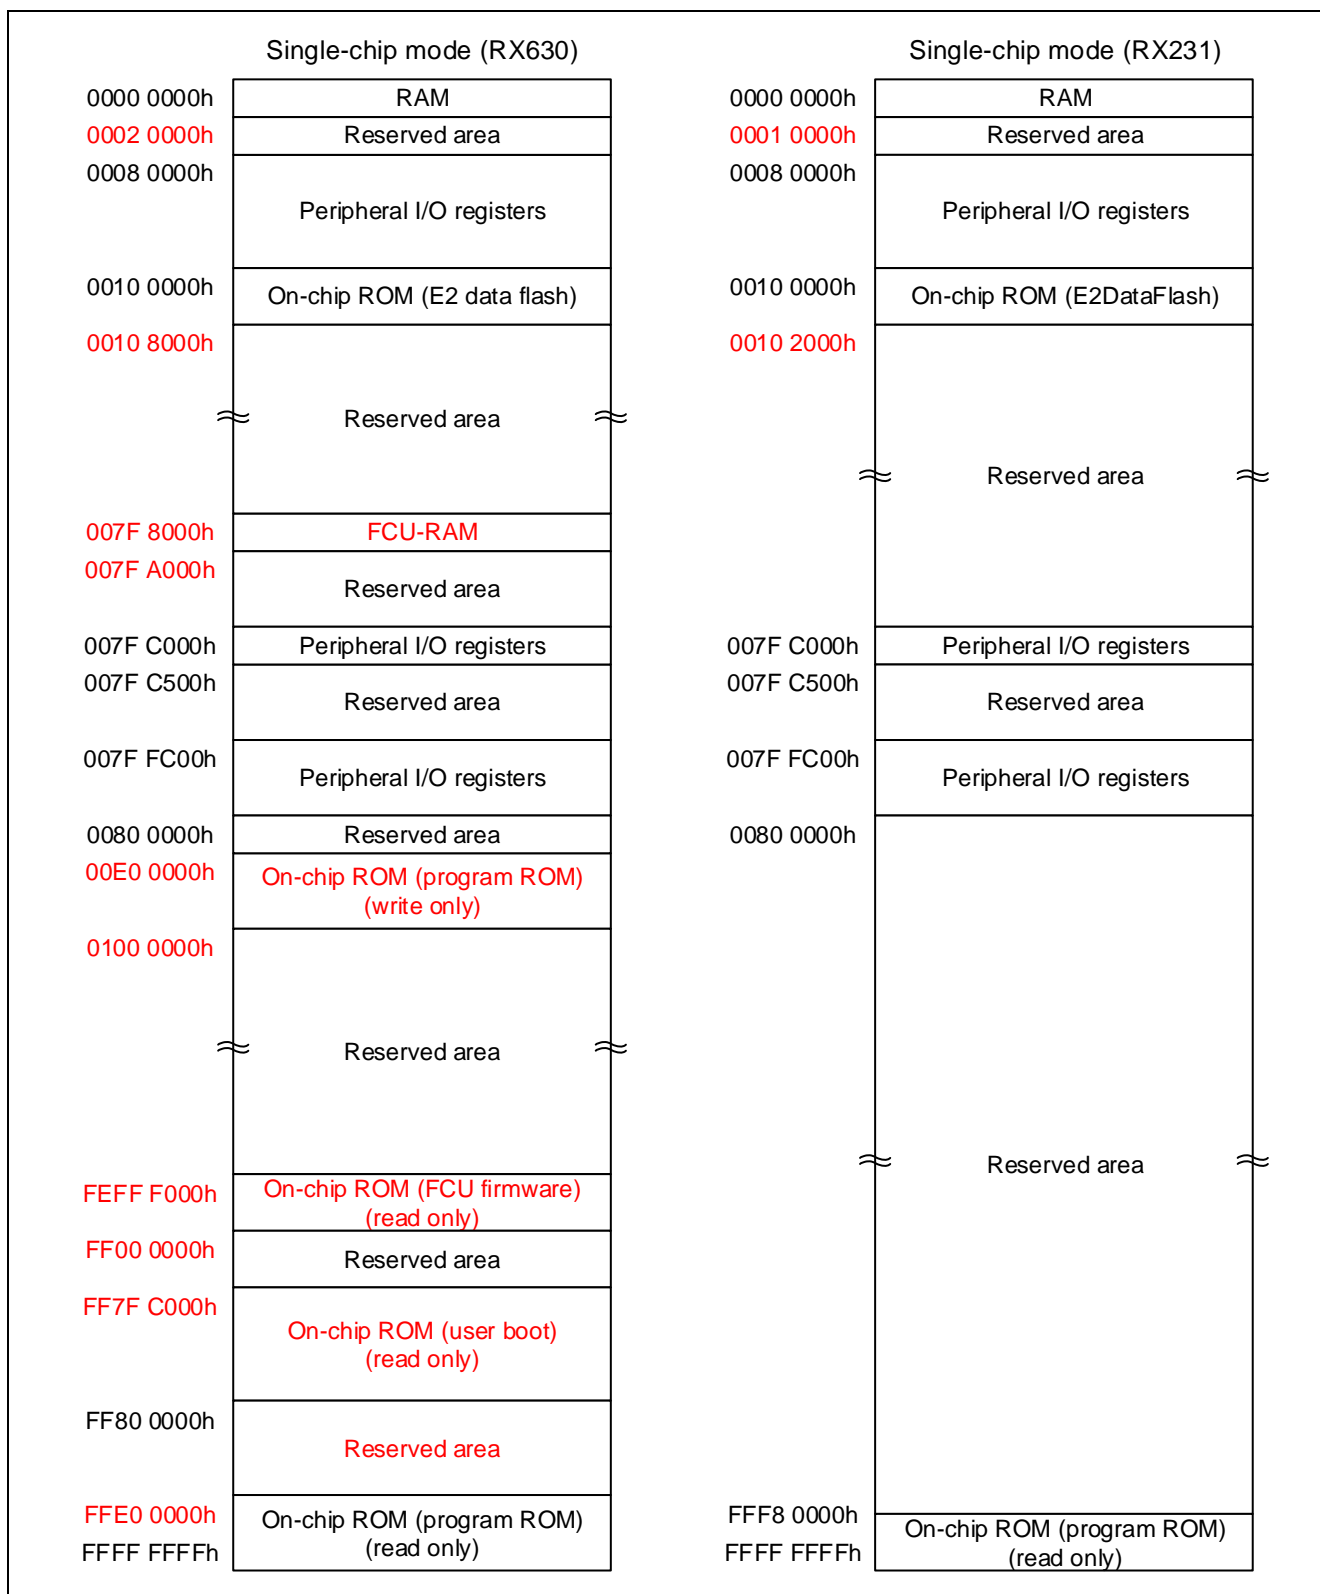 Single-chip mode (RX630)
0000 0000h
RAM
0002 0000h
Reserved area
0008 0000h
Peripheral I/O registers
0010 0000h
On-chip ROM (E2 data flash)
0010 8000h
Reserved area
007F 8000h
FCU-RAM
007F A000h
Reserved area
007F C000h
Peripheral I/O registers
007F C500h
Reserved area
007F FC00h
Peripheral I/O registers
0080 0000h
Reserved area
00E0 0000h
On-chip ROM (program ROM)
(write only)
0100 0000h
Reserved area
FEFF F000h
On-chip ROM (FCU firmware)
(read only)
FF00 0000h
Reserved area
FF7F C000h
On-chip ROM (user boot)
(read only)
FF80 0000h
Reserved area
FFE0 0000h
On-chip ROM (program ROM)
(read only)
FFFF FFFFh
Single-chip mode (RX231)
0000 0000h
RAM
0001 0000h
Reserved area
0008 0000h
Peripheral I/O registers
0010 0000h
On-chip ROM (E2DataFlash)
0010 2000h
Reserved area
007F C000h
Peripheral I/O registers
007F C500h
Reserved area
007F FC00h
Peripheral I/O registers
0080 0000h
Reserved area
FFF8 0000h
On-chip ROM (program ROM)
(read only)
FFFF FFFFh